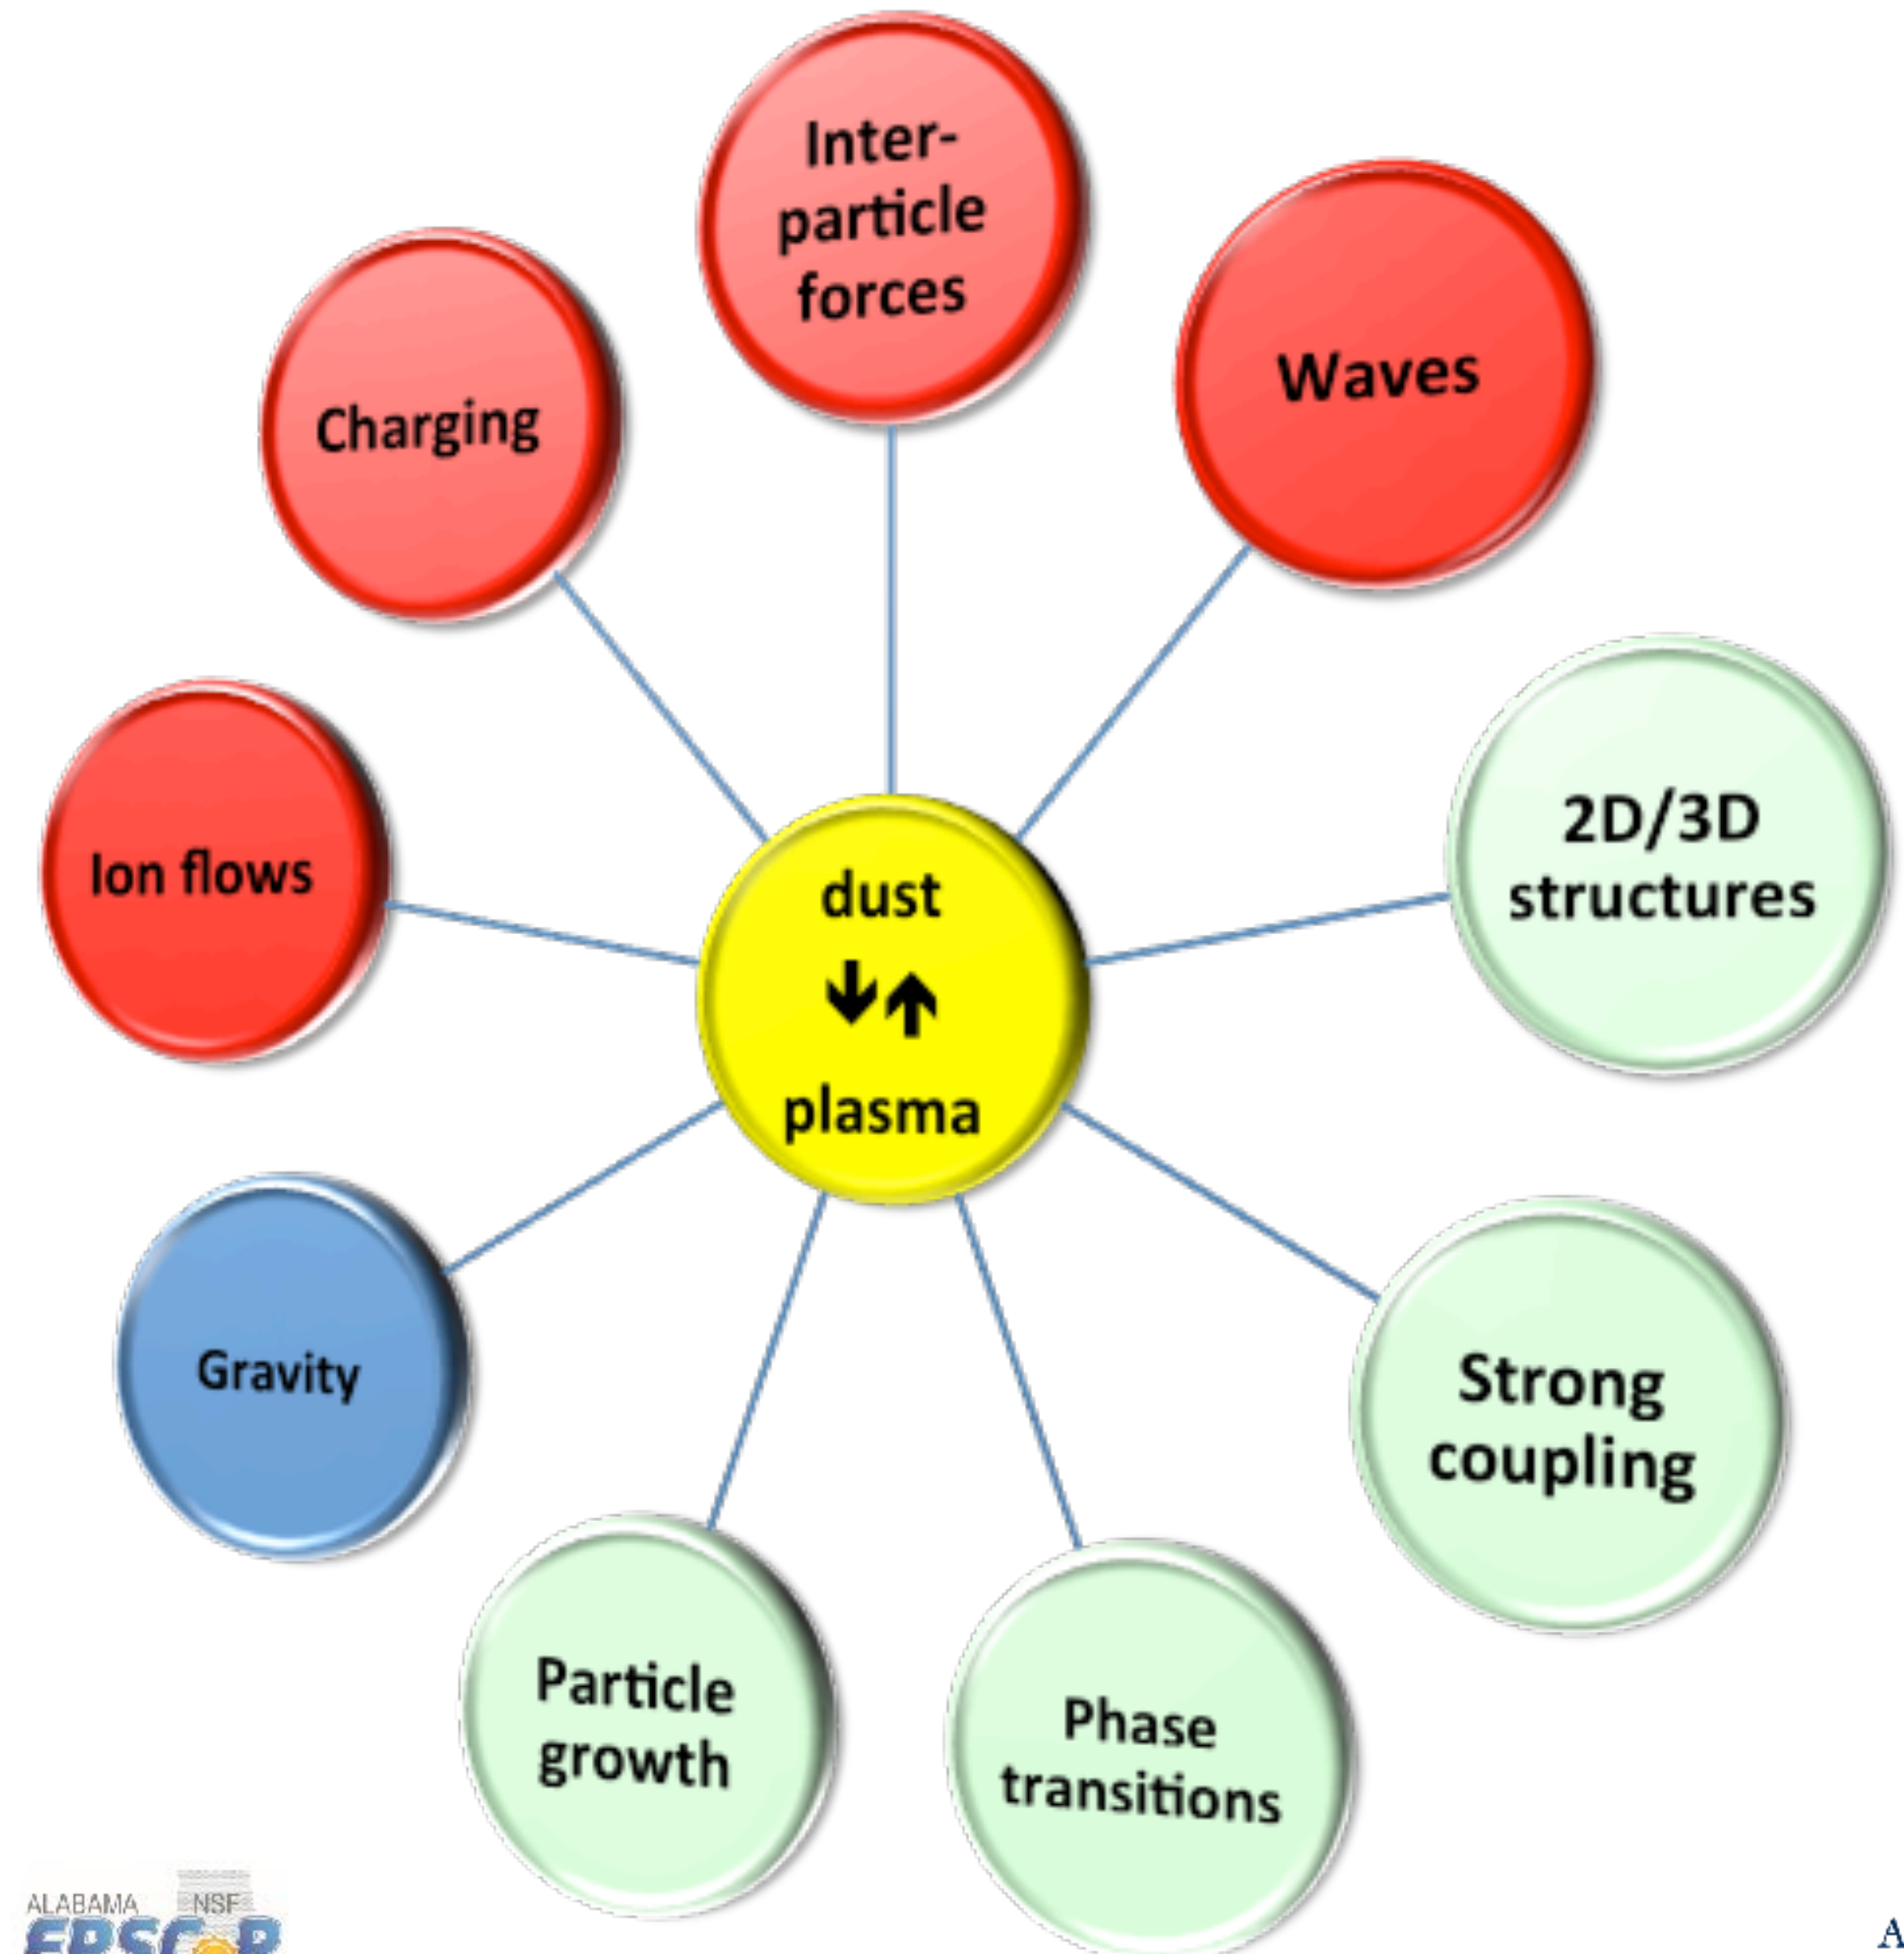 Inter-
particle
forces
Waves
Charging
2D/3D
structures
Ion flows
dust
plasma
Strong
coupling
Gravity
Particle
growth
Phase
transitions
ALABAMA NSF
EPSCoR
A